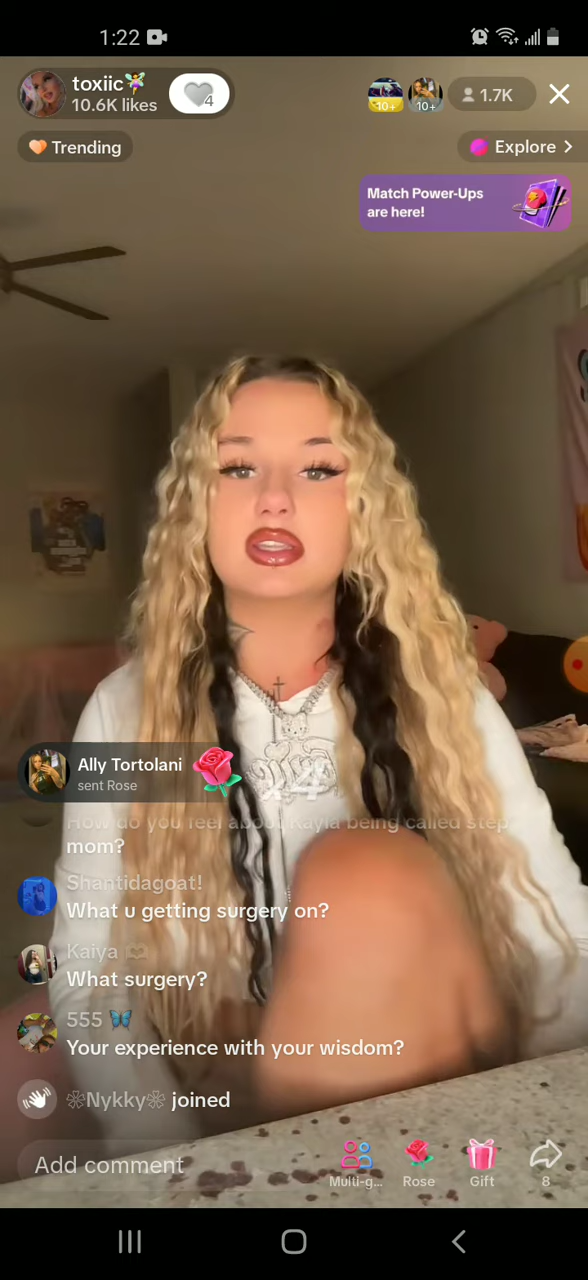 1:22
toxiic🧚
10.6K likes
4
10+
10+
1.7K
Trending
Explore
Match Power-Ups
are here!
Ally Tortolani
sent Rose
x4
How do you feel about Kayla being called step
mom?
Shantidagoat!
What u getting surgery on?
Kaiya 🫶🏽
What surgery?
555 🦋
Your experience with your wisdom?
❊Nykky❊ joined
Add comment
Multi-g...
Rose
Gift
8